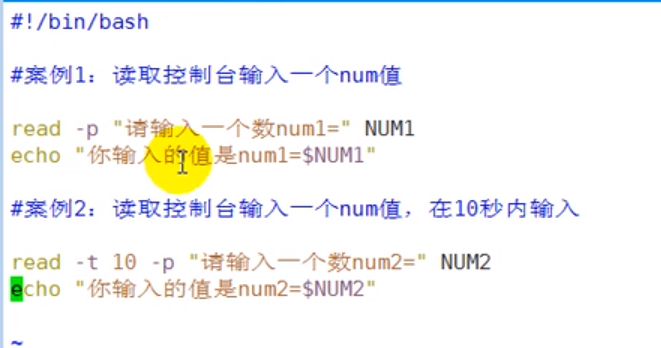 #!/bin/bash
#案例1：读取控制台输入一个num值
read -p "请输入一个数num1=" NUM1
echo "你输入的值是num1=$NUM1"
#案例2：读取控制台输入一个num值，在10秒内输入
read -t 10 -p "请输入一个数num2=" NUM2
echo "你输入的值是num2=$NUM2"
~